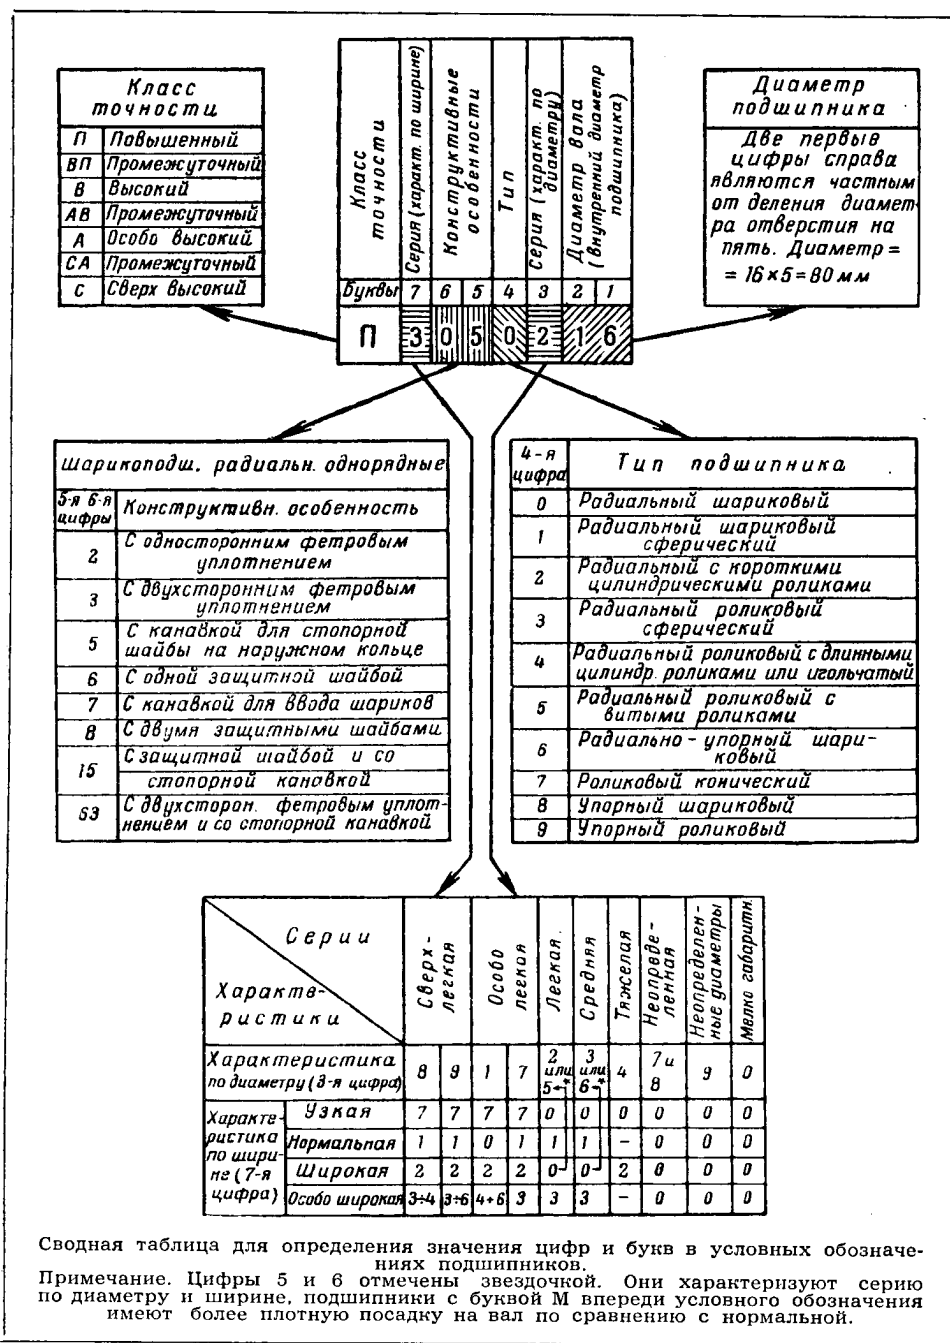 Класс
точности
П Повышенный
ВП Промежуточный
В Высокий
АВ Промежуточный
А Особо высокий
СА Промежуточный
С Сверх высокий
Класс
точности
Серия (характ. по ширине)
Конструктивные
особенности
Тип
Серия (характ. по
диаметру)
Диаметр вала
(внутренний диаметр
подшипника)
Буквы 7 6 5 4 3 2 1
П 3 0 5 0 2 1 6
Диаметр
подшипника
Две первые
цифры справа
являются частным
от деления диамет-
ра отверстия на
пять. Диаметр =
= 16×5=80 мм
Шарикоподш. радиальн. однорядные
5-я 6-я
цифры
Конструктивн. особенность
2 С односторонним фетровым
уплотнением
3 С двухсторонним фетровым
уплотнением
5 С канавкой для стопорной
шайбы на наружном кольце
6 С одной защитной шайбой
7 С канавкой для ввода шариков
8 С двумя защитными шайбами
15 С защитной шайбой и со
стопорной канавкой
53 С двухсторон. фетровым уплот-
нением и со стопорной канавкой
4-я
цифра
Тип подшипника
0 Радиальный шариковый
1 Радиальный шариковый
сферический
2 Радиальный с короткими
цилиндрическими роликами
3 Радиальный роликовый
сферический
4 Радиальный роликовый с длинными
цилиндр. роликами или игольчатый
5 Радиальный роликовый с
витыми роликами
6 Радиально-упорный шари-
ковый
7 Роликовый конический
8 Упорный шариковый
9 Упорный роликовый
Серии
Характе-
ристики
Сверх-
легкая
Особо
легкая
Легкая.
Средняя
Тяжелая
Неопреде-
ленная
Неопределен-
ные диаметры
Мелко габаритн.
Характеристика
по диаметру (3-я цифра)
8 9 1 7 2 или 5* 3 или 6* 4 7 и 8 9 0
Характе-
ристика
по шири-
не (7-я
цифра)
Узкая 7 7 7 7 0 0 0 0 0 0
Нормальная 1 1 0 1 1 1 – 0 0 0
Широкая 2 2 2 2 0 0 2 0 0 0
Особо широкая 3÷4 3÷6 4÷6 3 3 3 – 0 0 0
Сводная таблица для определения значения цифр и букв в условных обозначе-
ниях подшипников.
Примечание. Цифры 5 и 6 отмечены звездочкой. Они характеризуют серию
по диаметру и ширине, подшипники с буквой М впереди условного обозначения
имеют более плотную посадку на вал по сравнению с нормальной.